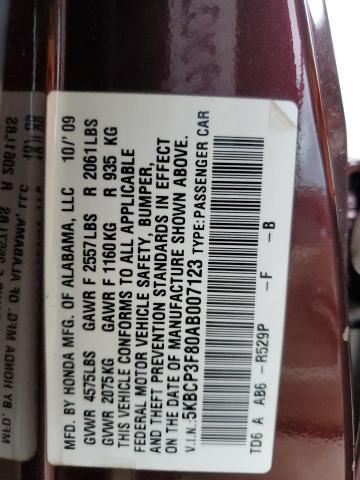 MFD. BY HONDA MFG. OF ALABAMA, LLC 10/'09
GVWR 4575LBS GAWR F 2557LBS R 2061LBS
GVWR 2075KG GAWR F 1160KG R 935 KG
THIS VEHICLE CONFORMS TO ALL APPLICABLE
FEDERAL MOTOR VEHICLE SAFETY, BUMPER,
AND THEFT PREVENTION STANDARDS IN EFFECT
ON THE DATE OF MANUFACTURE SHOWN ABOVE.
V.I.N.:5KBCP3F80AB007123 TYPE:PASSENGER CAR
TD6 A AB6 -R529P -F -B